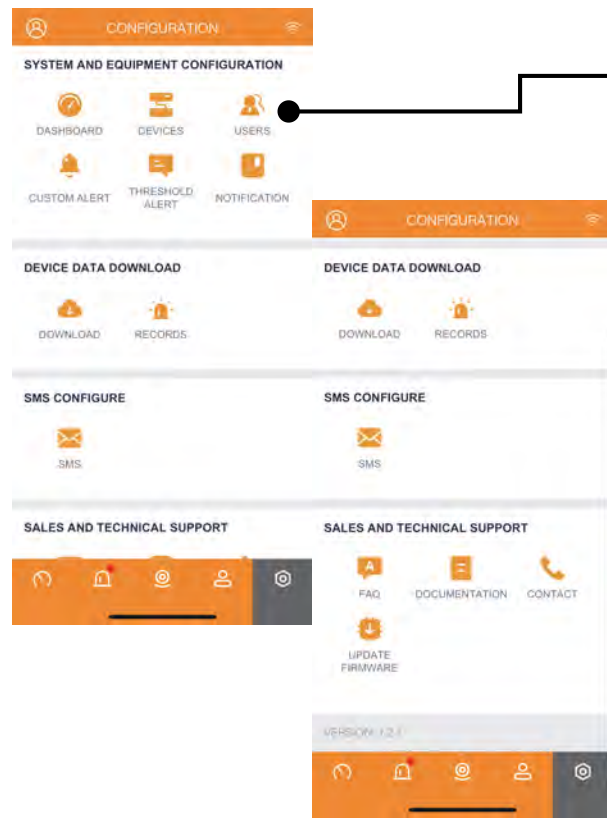 CONFIGURATION
SYSTEM AND EQUIPMENT CONFIGURATION
DASHBOARD DEVICES USERS
CUSTOM ALERT THRESHOLD ALERT NOTIFICATION
DEVICE DATA DOWNLOAD
DOWNLOAD RECORDS
SMS CONFIGURE
SMS
SALES AND TECHNICAL SUPPORT
CONFIGURATION
DEVICE DATA DOWNLOAD
DOWNLOAD RECORDS
SMS CONFIGURE
SMS
SALES AND TECHNICAL SUPPORT
A
FAQ DOCUMENTATION CONTACT
UPDATE
FIRMWARE
VERSION: 1.2.1